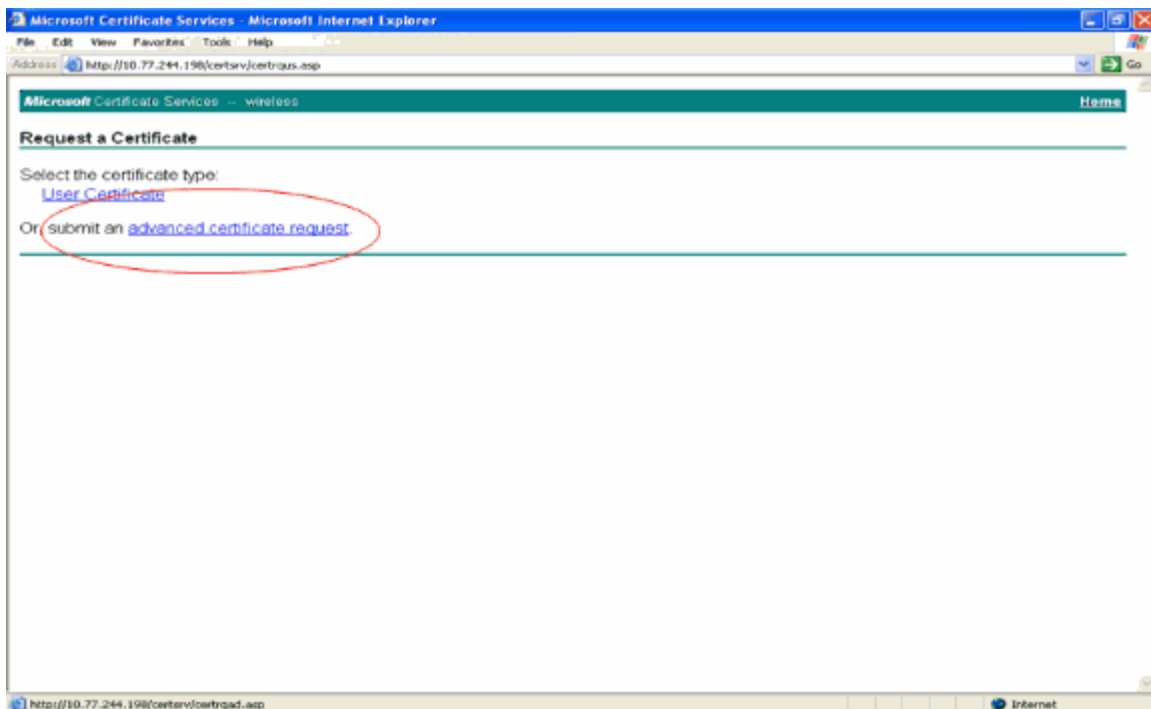 Microsoft Certificate Services - Microsoft Internet Explorer
File Edit View Favorites Tools Help
Address http://10.77.244.198/certsrv/certrqus.asp Go
Microsoft Certificate Services -- wireless Home
Request a Certificate
Select the certificate type:
User Certificate
Or, submit an advanced certificate request.
http://10.77.244.198/certsrv/certrqad.asp Internet